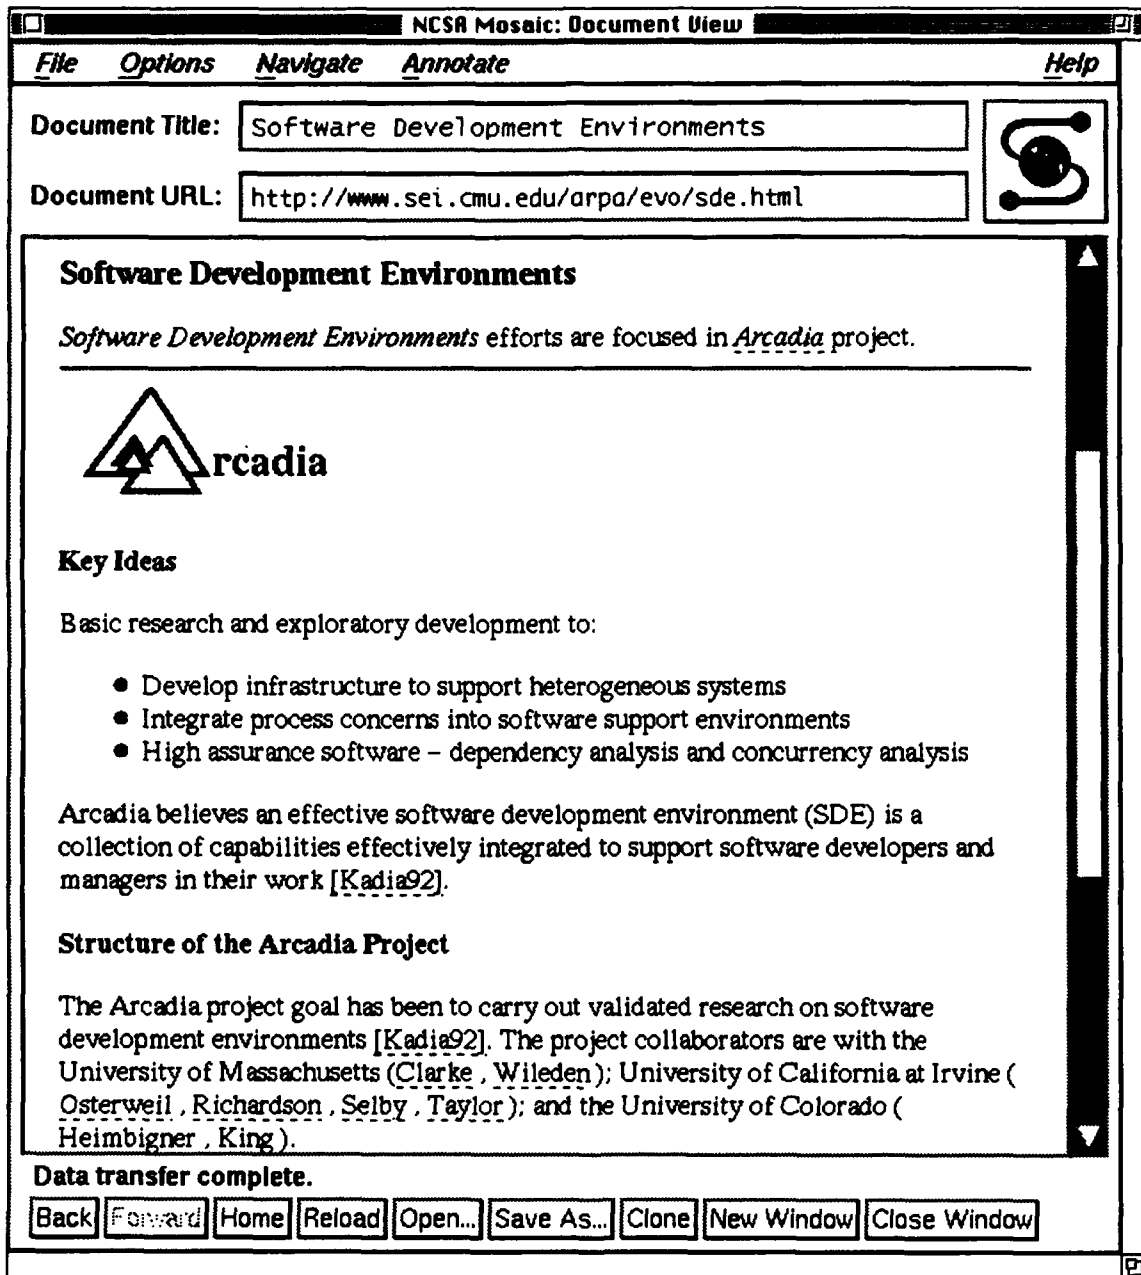 NCSA Mosaic: Document View
File Options Navigate Annotate Help
Document Title: Software Development Environments
Document URL: http://www.sei.cmu.edu/arpa/evo/sde.html
Software Development Environments
Software Development Environments efforts are focused in Arcadia project.
rcadia
Key Ideas
Basic research and exploratory development to:
• Develop infrastructure to support heterogeneous systems
• Integrate process concerns into software support environments
• High assurance software – dependency analysis and concurrency analysis
Arcadia believes an effective software development environment (SDE) is a
collection of capabilities effectively integrated to support software developers and
managers in their work [Kadia92].
Structure of the Arcadia Project
The Arcadia project goal has been to carry out validated research on software
development environments [Kadia92]. The project collaborators are with the
University of Massachusetts (Clarke , Wileden ); University of California at Irvine (
Osterweil , Richardson , Selby , Taylor ); and the University of Colorado (
Heimbigner , King ).
Data transfer complete.
Back Forward Home Reload Open... Save As... Clone New Window Close Window